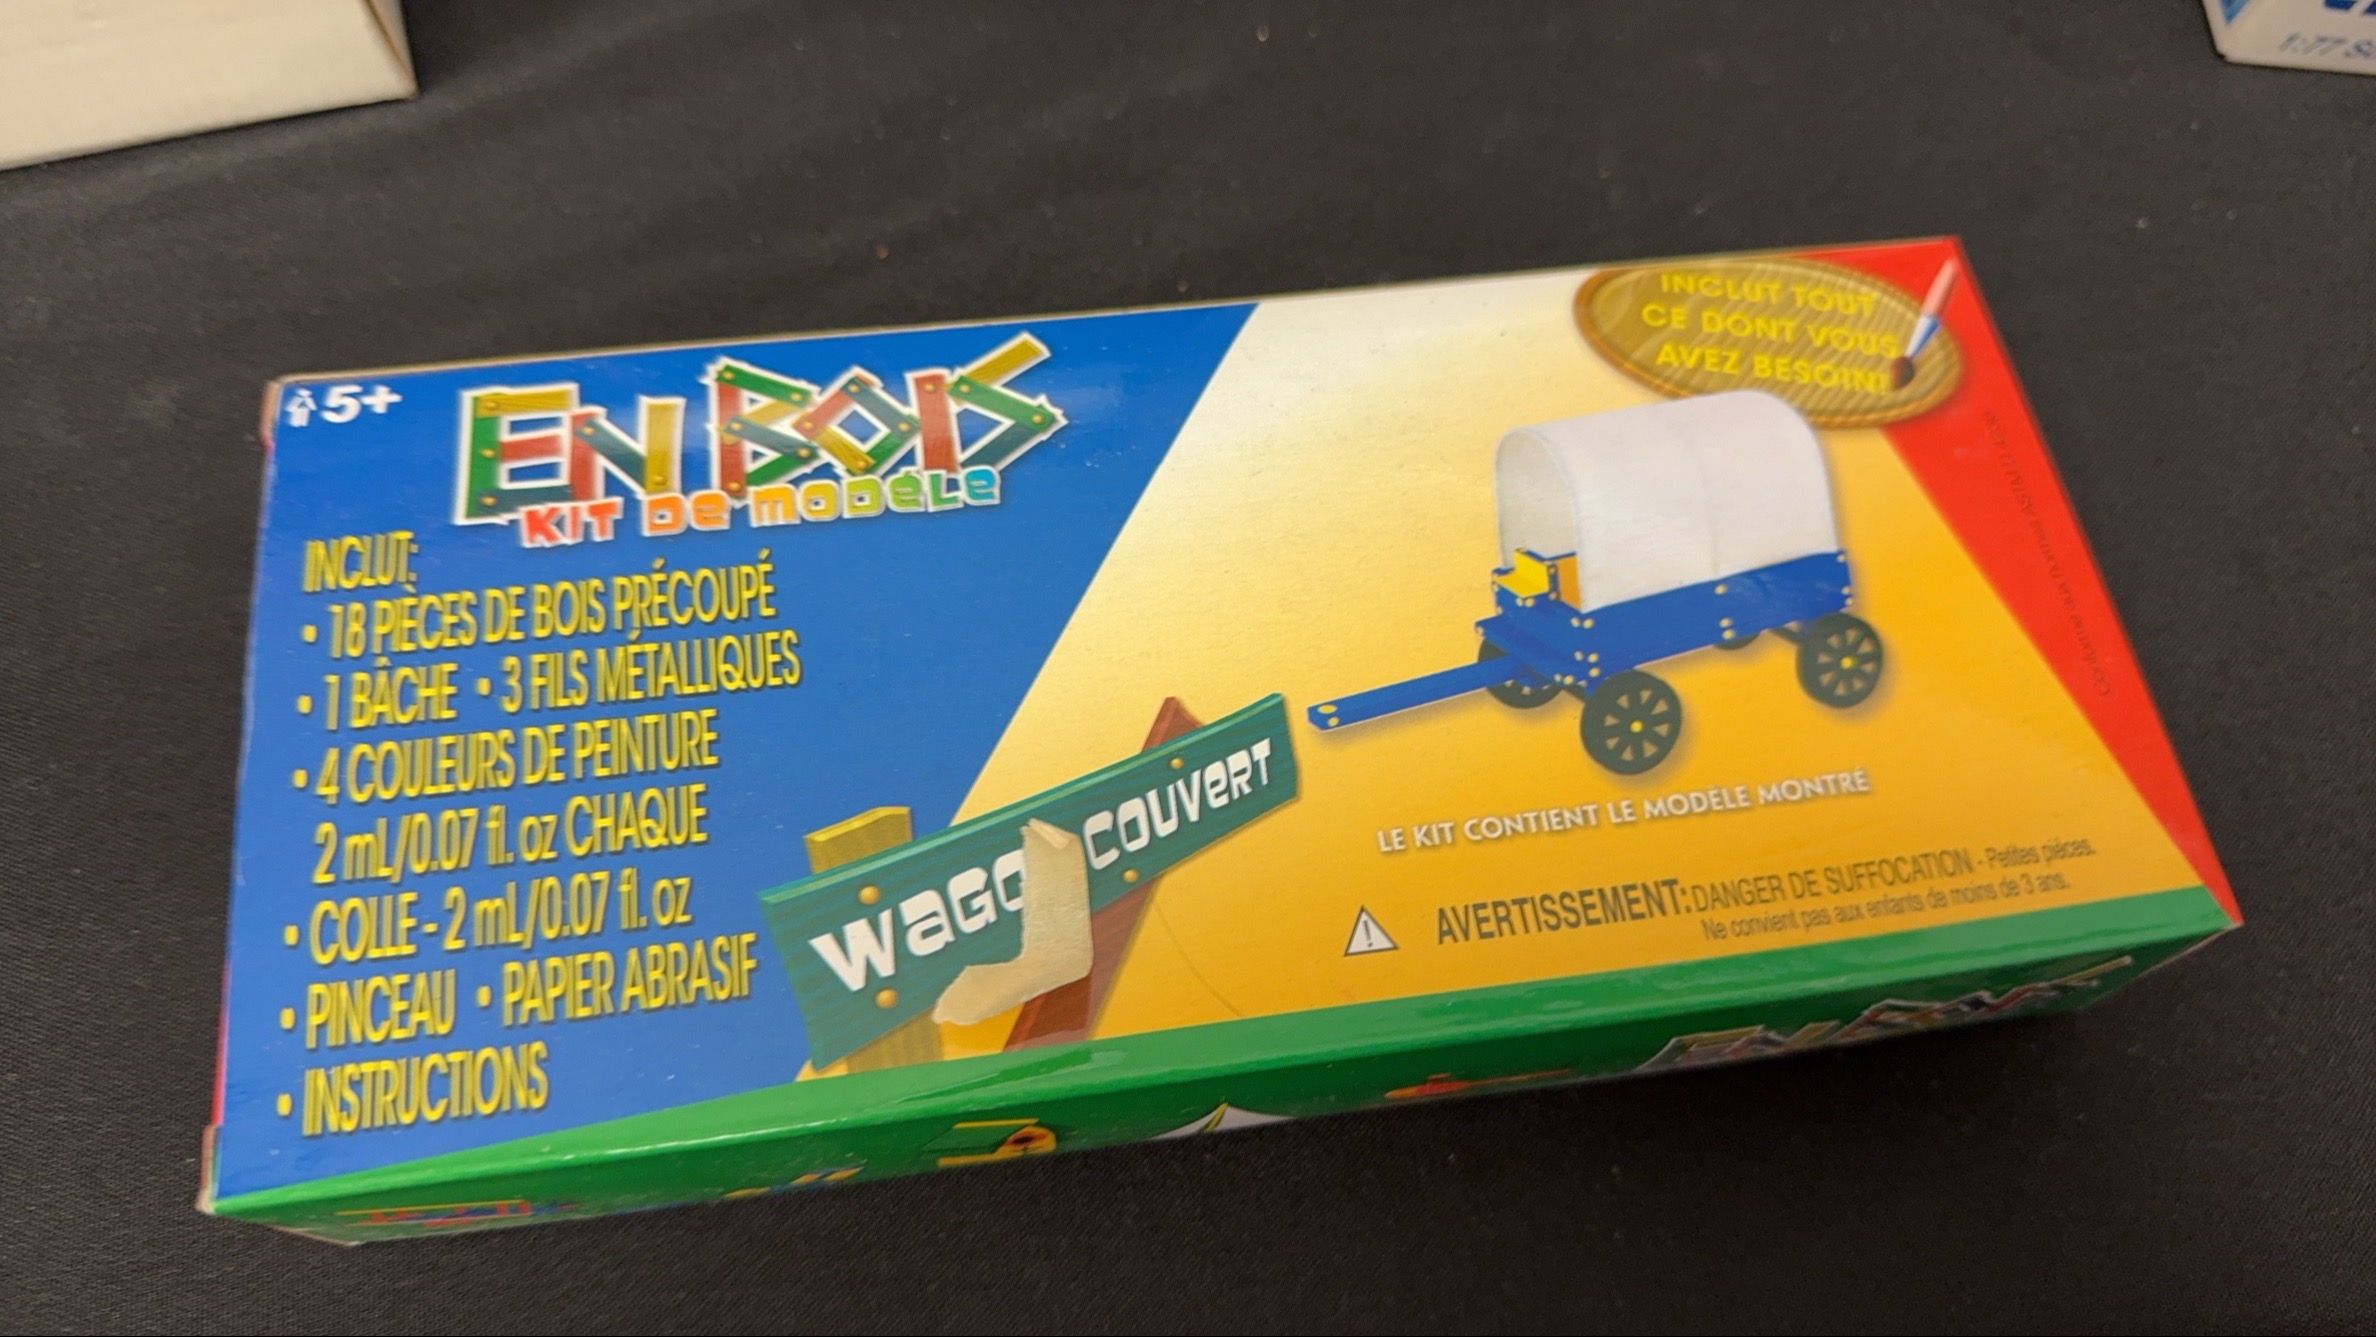 5+
EN BOIS
KIT DE MODÈLE
INCLUT:
• 18 PIÈCES DE BOIS PRÉCOUPÉ
• 1 BÂCHE • 3 FILS MÉTALLIQUES
• 4 COULEURS DE PEINTURE
2 mL/0.07 fl. oz CHAQUE
• COLLE - 2 mL/0.07 fl. oz
• PINCEAU • PAPIER ABRASIF
• INSTRUCTIONS
INCLUT TOUT
CE DONT VOUS
AVEZ BESOIN!
COUVERT
LE KIT CONTIENT LE MODÈLE MONTRÉ
AVERTISSEMENT: DANGER DE SUFFOCATION - Petites pièces.
Ne convient pas aux enfants de moins de 3 ans.
1:77